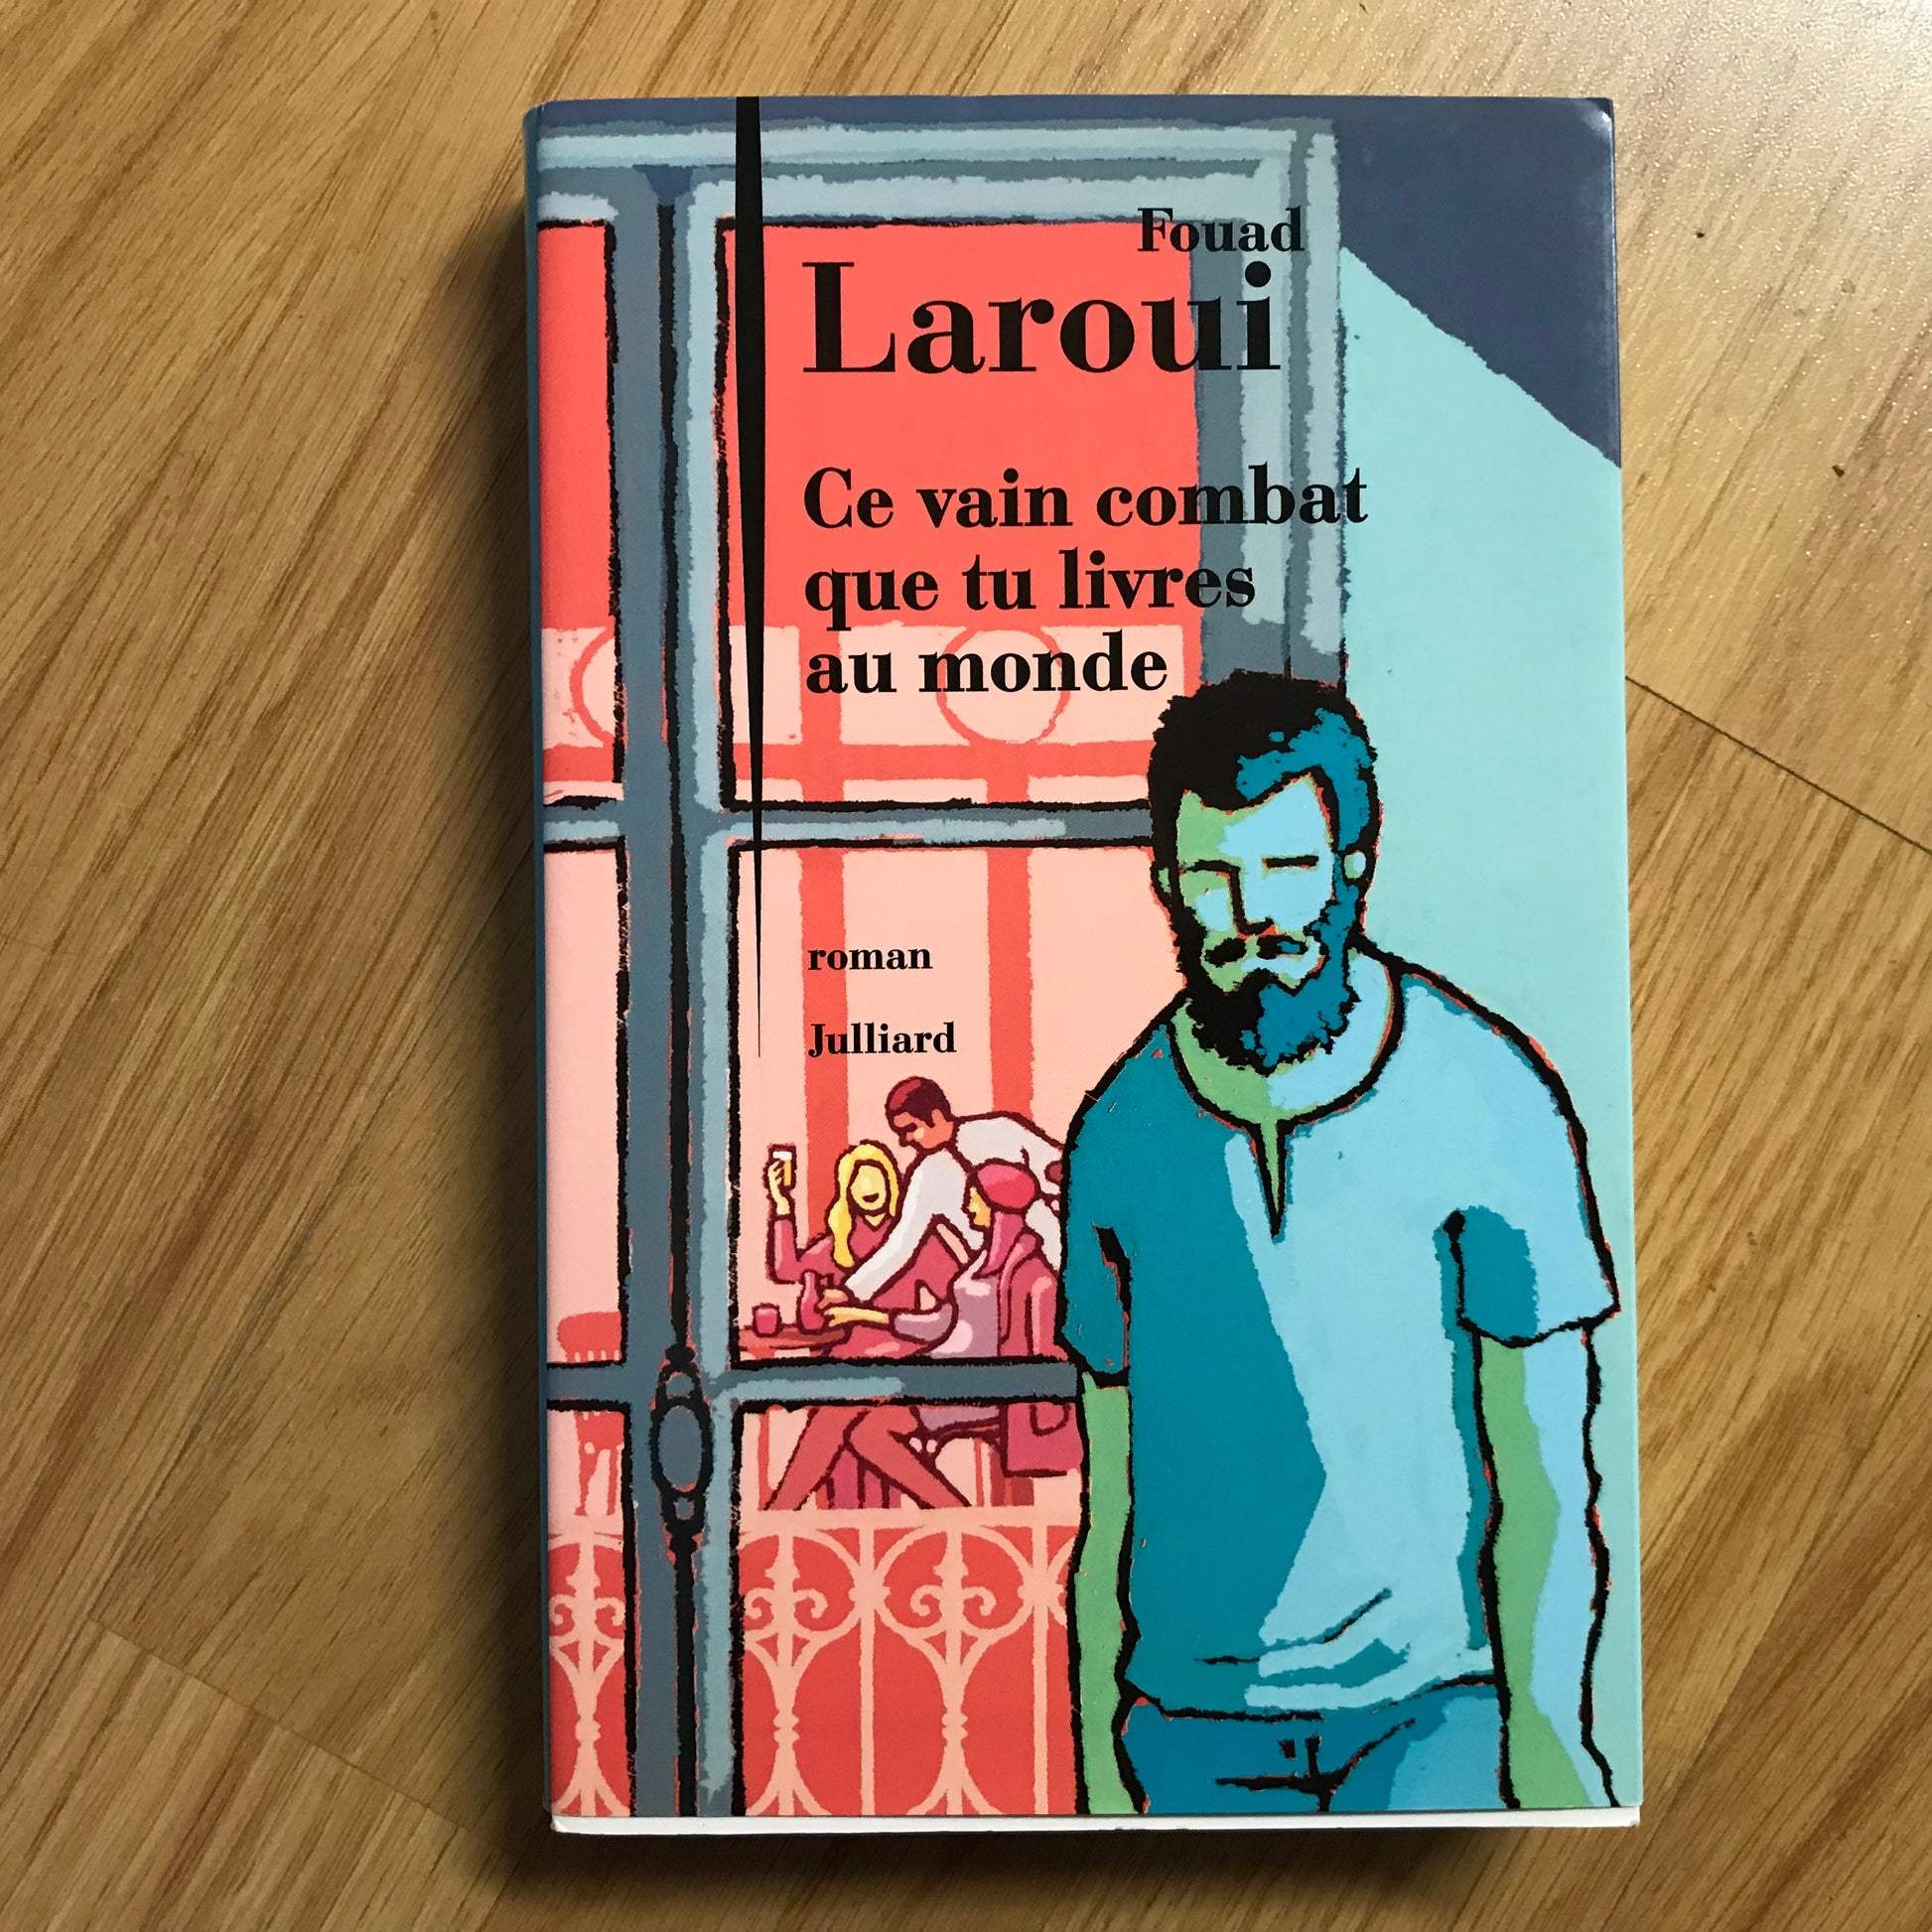 Fouad
Laroui
Ce vain combat
que tu livres
au monde
roman
Julliard